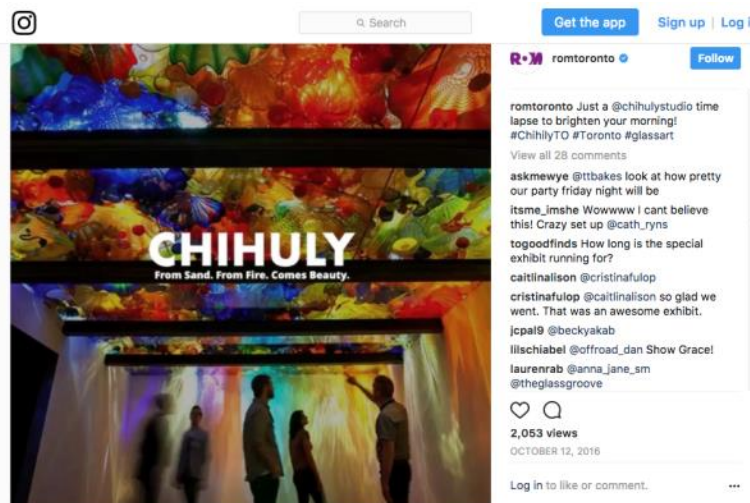 Search
Get the app
Sign up | Log i
ROM
romtoronto
Follow
CHIHULY
From Sand. From Fire. Comes Beauty.
romtoronto Just a @chihulystudio time
lapse to brighten your morning!
#ChihilyTO #Toronto #glassart
View all 28 comments
askmewye @ttbakes look at how pretty
our party friday night will be
itsme_imshe Wowwww I cant believe
this! Crazy set up @cath_ryns
togoodfinds How long is the special
exhibit running for?
caitlinalison @cristinafulop
cristinafulop @caitlinalison so glad we
went. That was an awesome exhibit.
jcpal9 @beckyakab
lilschiabel @offroad_dan Show Grace!
laurenrab @anna_jane_sm
@theglassgroove
2,053 views
OCTOBER 12, 2016
Log in to like or comment.